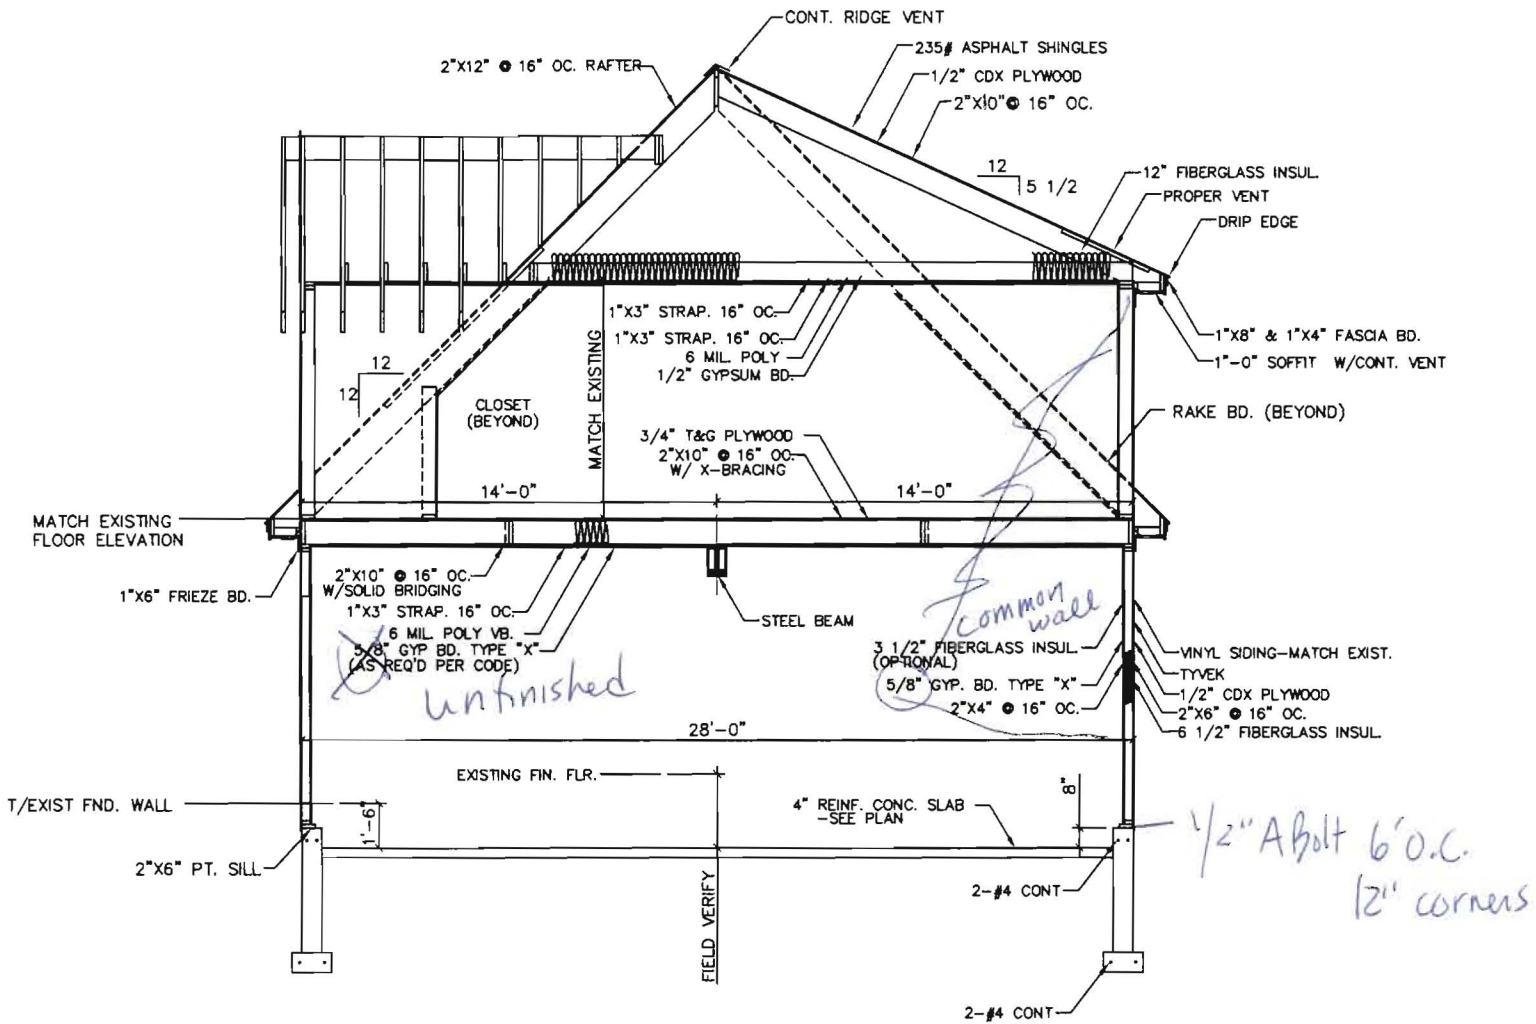 CONT. RIDGE VENT
235# ASPHALT SHINGLES
2"X12" @ 16" OC. RAFTER
1/2" CDX PLYWOOD
2"X10" @ 16" OC.
12
5 1/2
12" FIBERGLASS INSUL.
PROPER VENT
DRIP EDGE
1"X3" STRAP. 16" OC.
1"X3" STRAP. 16" OC.
6 MIL. POLY
1/2" GYPSUM BD.
1"X8" & 1"X4" FASCIA BD.
1"-0" SOFFIT W/CONT. VENT
12
12
CLOSET
(BEYOND)
MATCH EXISTING
RAKE BD. (BEYOND)
3/4" T&G PLYWOOD
2"X10" @ 16" OC.
W/ X-BRACING
14'-0"
14'-0"
MATCH EXISTING
FLOOR ELEVATION
1"X6" FRIEZE BD.
2"X10" @ 16" OC.
W/SOLID BRIDGING
1"X3" STRAP. 16" OC.
6 MIL. POLY VB.
5/8" GYP BD. TYPE "X"
(AS REQ'D PER CODE)
unfinished
STEEL BEAM
common
wall
3 1/2" FIBERGLASS INSUL.
(OPTIONAL)
5/8" GYP. BD. TYPE "X"
2"X4" @ 16" OC.
VINYL SIDING-MATCH EXIST.
TYVEK
1/2" CDX PLYWOOD
2"X6" @ 16" OC.
6 1/2" FIBERGLASS INSUL.
28'-0"
EXISTING FIN. FLR.
T/EXIST FND. WALL
1'-6"
4" REINF. CONC. SLAB
-SEE PLAN
8"
1/2" A Bolt 6' O.C.
12" corners
2"X6" PT. SILL
2-#4 CONT
FIELD VERIFY
2-#4 CONT